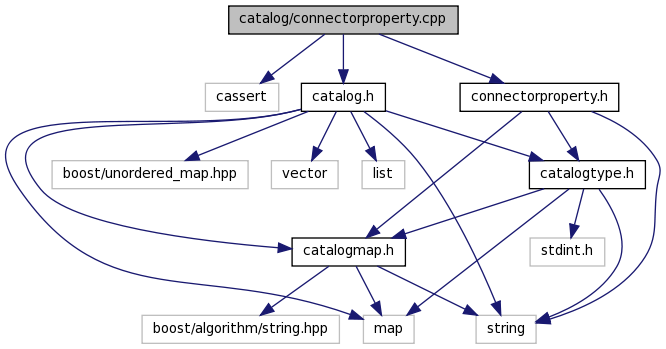 catalog/connectorproperty.cpp
cassert
catalog.h
connectorproperty.h
boost/unordered_map.hpp
vector
list
catalogtype.h
catalogmap.h
stdint.h
boost/algorithm/string.hpp
map
string